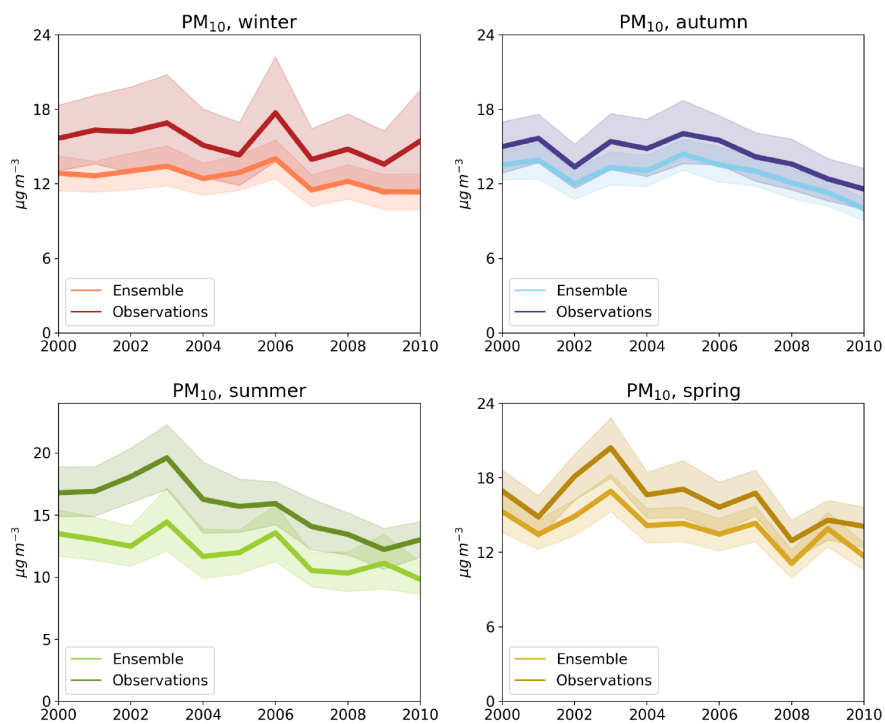 PM₁₀, winter
24
18
12
6
0
µg m⁻³
Ensemble
Observations
2000 2002 2004 2006 2008 2010
PM₁₀, autumn
24
18
12
6
0
µg m⁻³
Ensemble
Observations
2000 2002 2004 2006 2008 2010
PM₁₀, summer
20
15
10
5
0
µg m⁻³
Ensemble
Observations
2000 2002 2004 2006 2008 2010
PM₁₀, spring
24
18
12
6
0
µg m⁻³
Ensemble
Observations
2000 2002 2004 2006 2008 2010